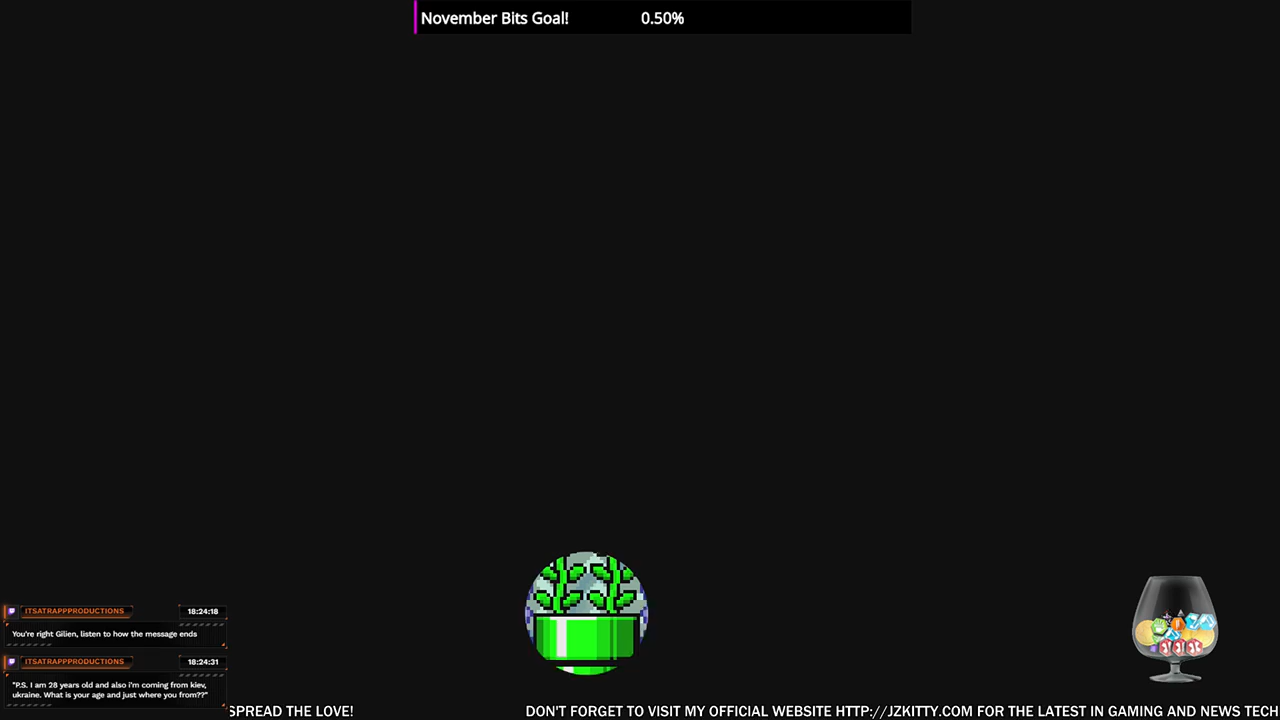 November Bits Goal! 0.50%
ITSATRAPPPRODUCTIONS 18:24:18
You're right Gilien, listen to how the message ends
ITSATRAPPPRODUCTIONS 18:24:31
"P.S. I am 28 years old and also i'm coming from kiev,
ukraine. What is your age and just where you from??"
SPREAD THE LOVE! DON'T FORGET TO VISIT MY OFFICIAL WEBSITE HTTP://JZKITTY.COM FOR THE LATEST IN GAMING AND NEWS TECH